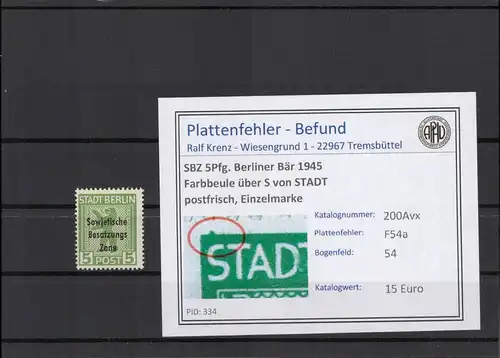 STADT BERLIN
Sowjetische
Besatzungs
Zone
5 POST 5
Plattenfehler - Befund
Ralf Krenz - Wiesengrund 1 - 22967 Tremsbüttel
APHV
SBZ 5Pfg. Berliner Bär 1945
Farbbeule über S von STADT
postfrisch, Einzelmarke
Katalognummer: 200Avx
Plattenfehler: F54a
Bogenfeld: 54
Katalogwert: 15 Euro
STADT
PID: 334